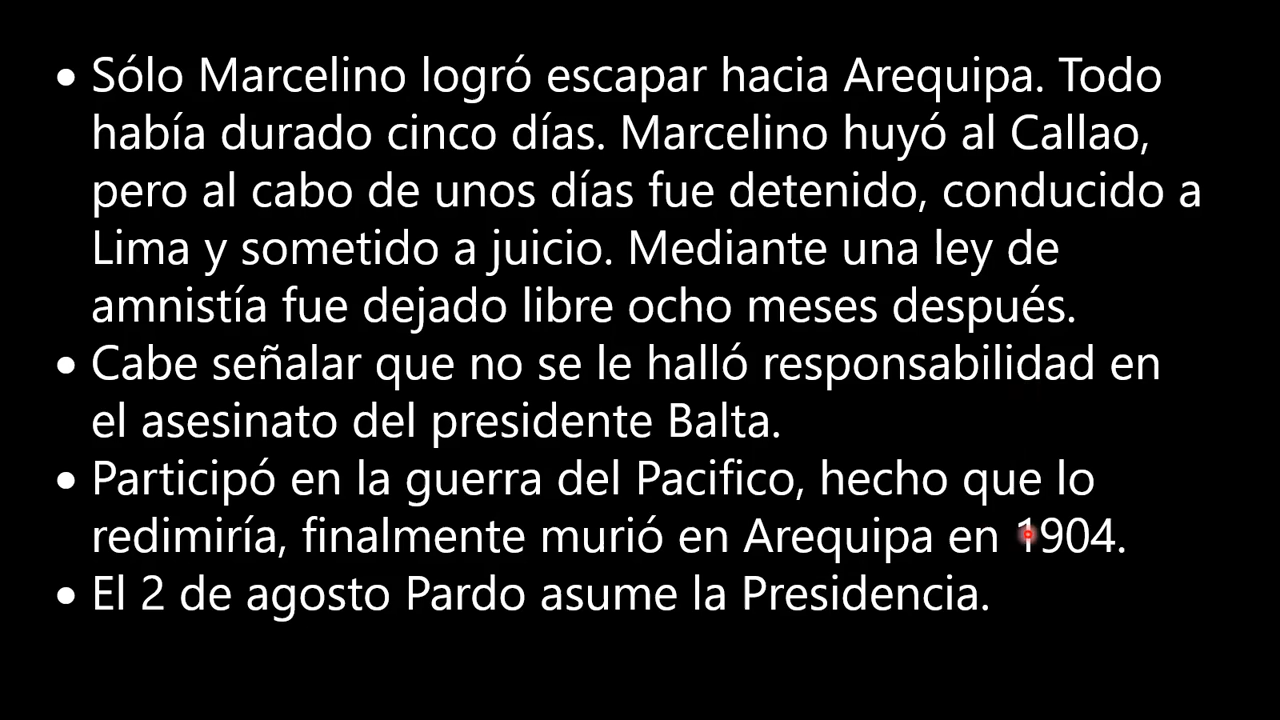 • Sólo Marcelino logró escapar hacia Arequipa. Todo
había durado cinco días. Marcelino huyó al Callao,
pero al cabo de unos días fue detenido, conducido a
Lima y sometido a juicio. Mediante una ley de
amnistía fue dejado libre ocho meses después.
• Cabe señalar que no se le halló responsabilidad en
el asesinato del presidente Balta.
• Participó en la guerra del Pacifico, hecho que lo
redimiría, finalmente murió en Arequipa en 1904.
• El 2 de agosto Pardo asume la Presidencia.